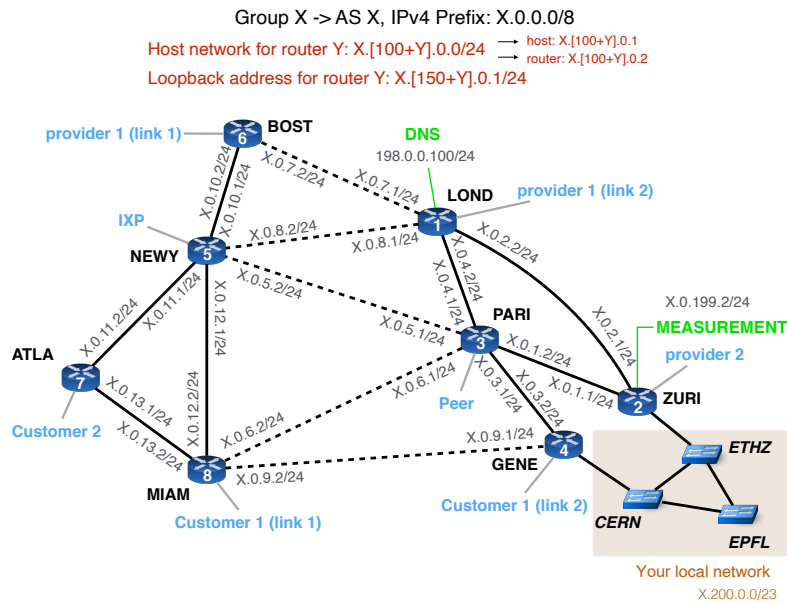 Group X -> AS X, IPv4 Prefix: X.0.0.0/8
Host network for router Y: X.[100+Y].0.0/24
host: X.[100+Y].0.1
router: X.[100+Y].0.2
Loopback address for router Y: X.[150+Y].0.1/24
provider 1 (link 1)
6
BOST
DNS
198.0.0.100/24
X.0.7.2/24
X.0.7.1/24
LOND
1
provider 1 (link 2)
X.0.10.2/24
X.0.10.1/24
IXP
5
NEWY
X.0.8.2/24
X.0.8.1/24
X.0.2.2/24
X.0.4.2/24
X.0.4.1/24
X.0.5.2/24
X.0.5.1/24
X.0.11.2/24
X.0.11.1/24
X.0.12.1/24
X.0.2.1/24
X.0.199.2/24
MEASUREMENT
PARI
3
provider 2
ATLA
7
X.0.1.2/24
X.0.1.1/24
2
ZURI
X.0.6.1/24
X.0.3.1/24
X.0.3.2/24
Peer
X.0.13.1/24
X.0.13.2/24
X.0.12.2/24
X.0.6.2/24
Customer 2
X.0.9.1/24
4
GENE
ETHZ
8
MIAM
X.0.9.2/24
Customer 1 (link 2)
Customer 1 (link 1)
CERN
EPFL
Your local network
X.200.0.0/23